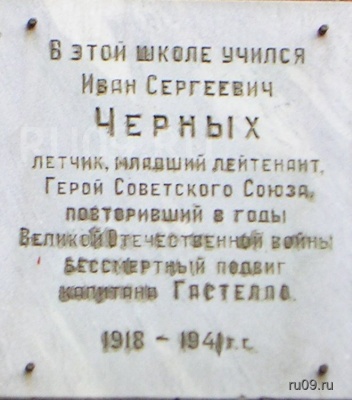 В ЭТОЙ ШКОЛЕ УЧИЛСЯ
ИВАН СЕРГЕЕВИЧ
ЧЕРНЫХ
ЛЕТЧИК, МЛАДШИЙ ЛЕЙТЕНАНТ,
ГЕРОЙ СОВЕТСКОГО СОЮЗА,
ПОВТОРИВШИЙ В ГОДЫ
ВЕЛИКОЙ ОТЕЧЕСТВЕННОЙ ВОЙНЫ
БЕССМЕРТНЫЙ ПОДВИГ
КАПИТАНА ГАСТЕЛЛО.
1918 – 1941 г.г.
ru09.ru